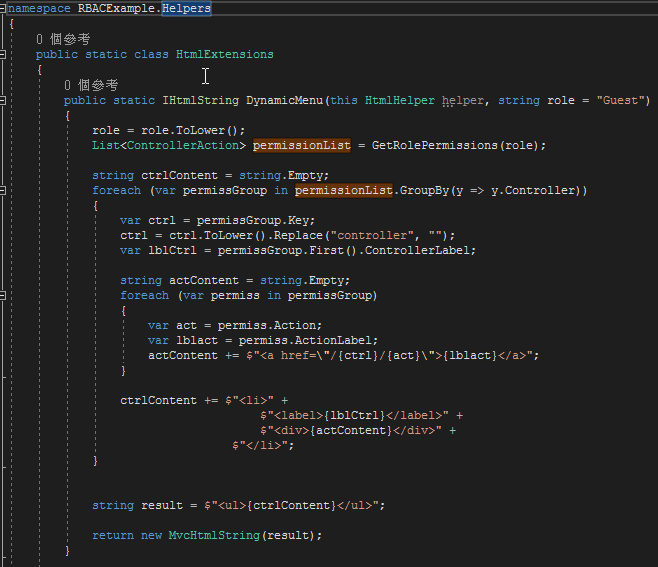 namespace RBACExample.Helpers
{
0 個參考
public static class HtmlExtensions
{
0 個參考
public static IHtmlString DynamicMenu(this HtmlHelper helper, string role = "Guest")
{
role = role.ToLower();
List<ControllerAction> permissionList = GetRolePermissions(role);
string ctrlContent = string.Empty;
foreach (var permissGroup in permissionList.GroupBy(y => y.Controller))
{
var ctrl = permissGroup.Key;
ctrl = ctrl.ToLower().Replace("controller", "");
var lblCtrl = permissGroup.First().ControllerLabel;
string actContent = string.Empty;
foreach (var permiss in permissGroup)
{
var act = permiss.Action;
var lblact = permiss.ActionLabel;
actContent += $"<a href=\"/{ctrl}/{act}\">{lblact}</a>";
}
ctrlContent += $"<li>" +
$"<label>{lblCtrl}</label>" +
$"<div>{actContent}</div>" +
$"</li>";
}
string result = $"<ul>{ctrlContent}</ul>";
return new MvcHtmlString(result);
}